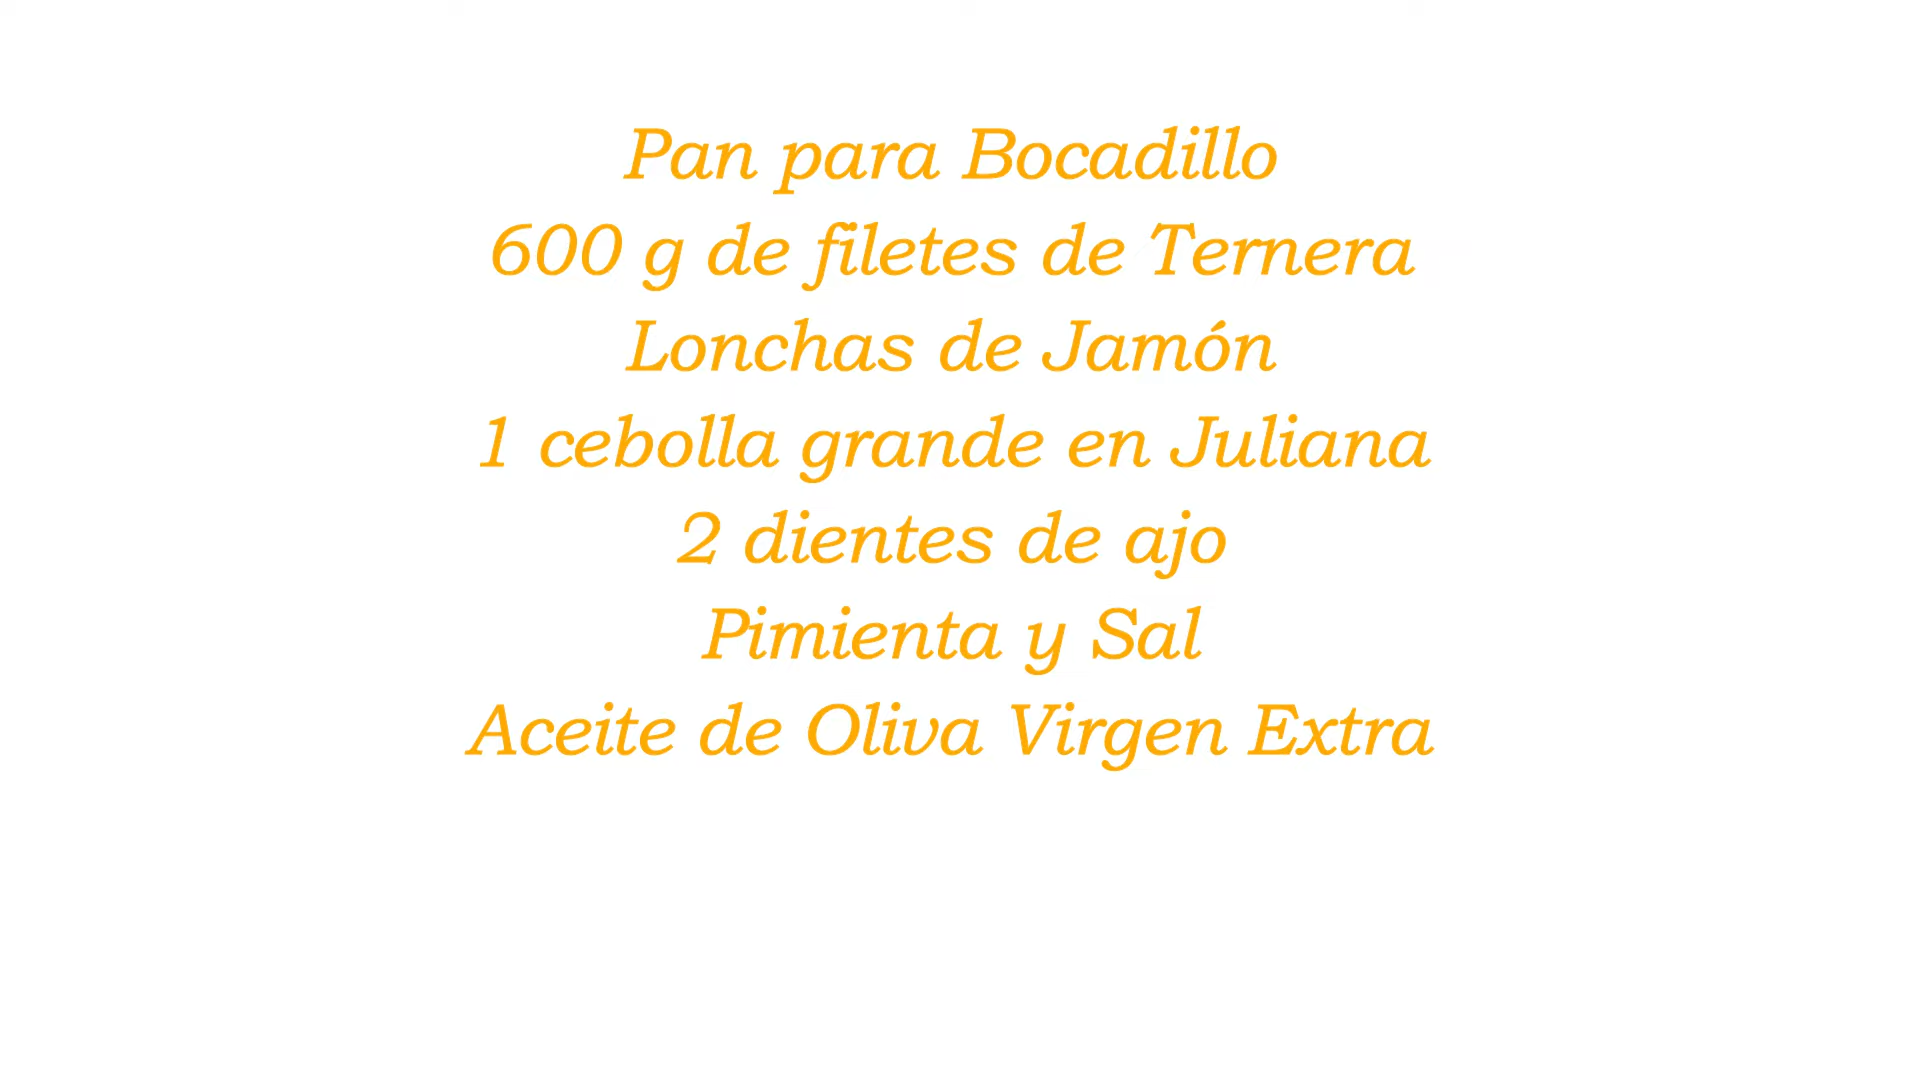 Pan para Bocadillo
600 g de filetes de Ternera
Lonchas de Jamón
1 cebolla grande en Juliana
2 dientes de ajo
Pimienta y Sal
Aceite de Oliva Virgen Extra